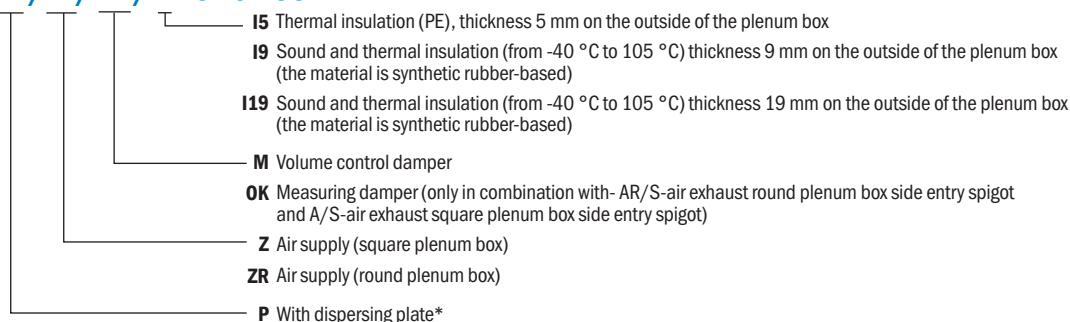 I5 Thermal insulation (PE), thickness 5 mm on the outside of the plenum box
I9 Sound and thermal insulation (from -40 °C to 105 °C) thickness 9 mm on the outside of the plenum box
(the material is synthetic rubber-based)
I19 Sound and thermal insulation (from -40 °C to 105 °C) thickness 19 mm on the outside of the plenum box
(the material is synthetic rubber-based)
M Volume control damper
OK Measuring damper (only in combination with- AR/S-air exhaust round plenum box side entry spigot
and A/S-air exhaust square plenum box side entry spigot)
Z Air supply (square plenum box)
ZR Air supply (round plenum box)
P With dispersing plate*